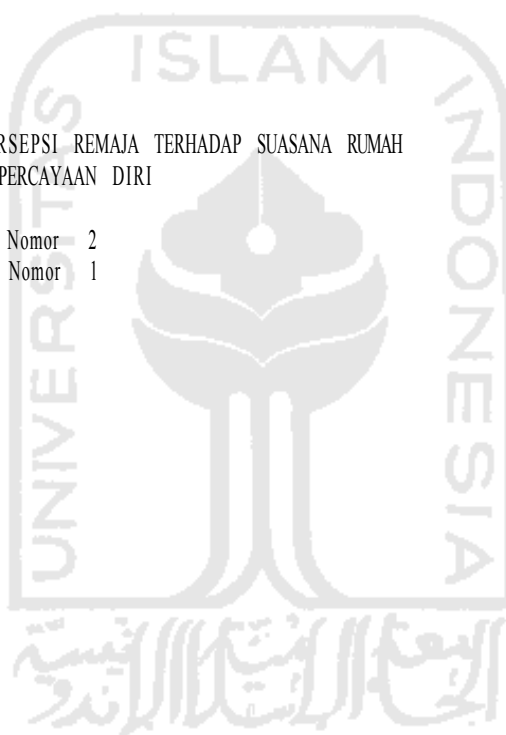 ISLAM
UNIVERSITAS
INDONESIA
RSEPSI REMAJA TERHADAP SUASANA RUMAH
PERCAYAAN DIRI
Nomor 2
Nomor 1